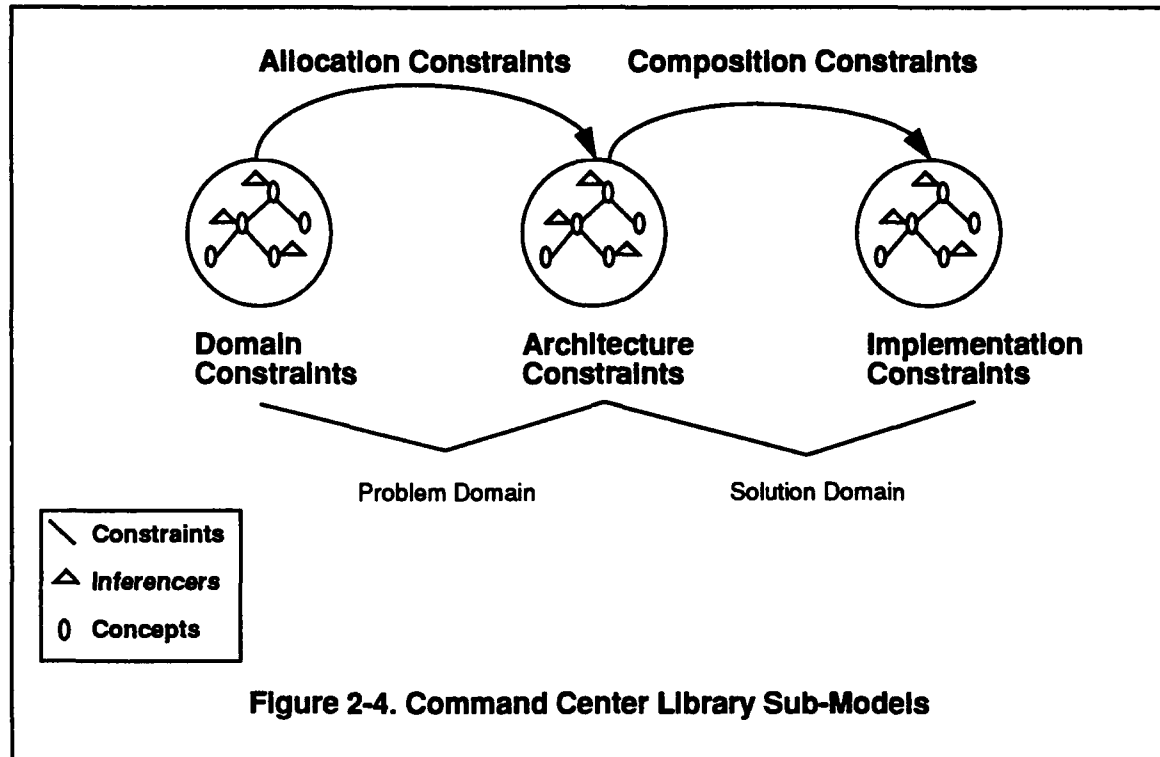 Allocation Constraints
Composition Constraints
Domain
Constraints
Architecture
Constraints
Implementation
Constraints
Problem Domain
Solution Domain
Constraints
Inferencers
Concepts
Figure 2-4. Command Center Library Sub-Models